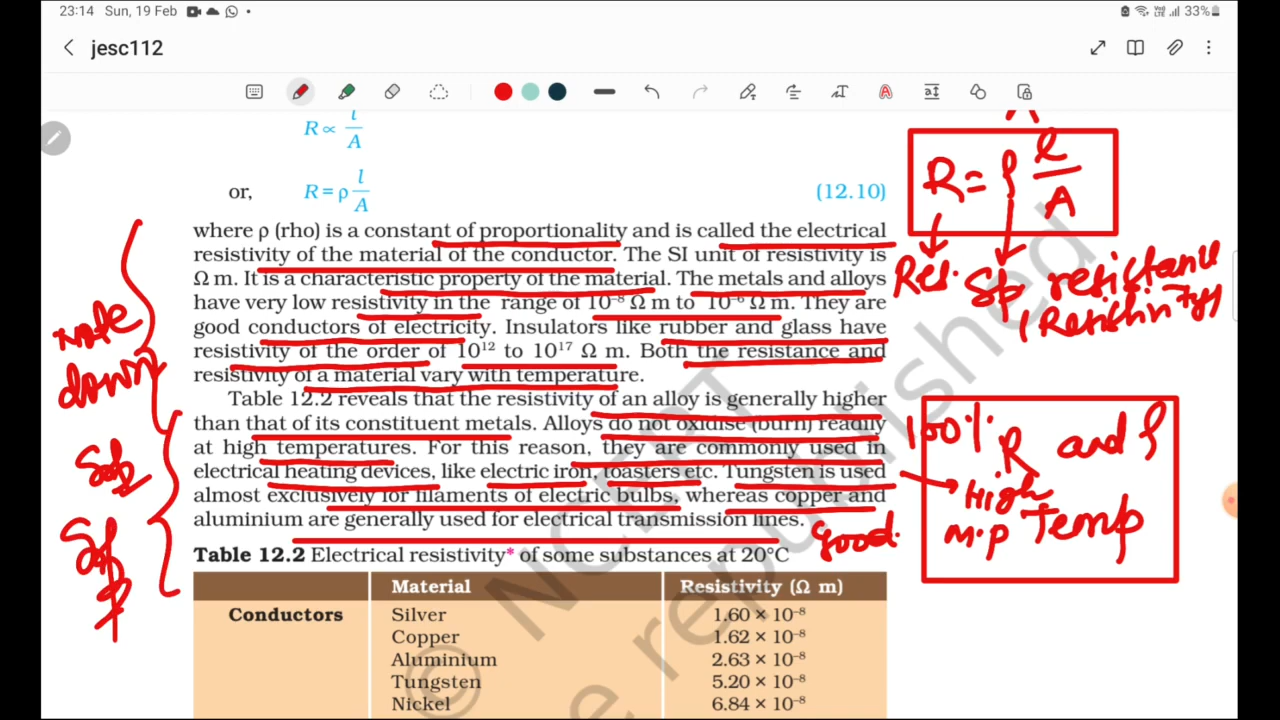 23:14 Sun, 19 Feb
33%
jesc112
R ∝ l/A
or, R = ρ l/A (12.10)
where ρ (rho) is a constant of proportionality and is called the electrical
resistivity of the material of the conductor. The SI unit of resistivity is
Ω m. It is a characteristic property of the material. The metals and alloys
have very low resistivity in the range of 10⁻⁸ Ω m to 10⁻⁶ Ω m. They are
good conductors of electricity. Insulators like rubber and glass have
resistivity of the order of 10¹² to 10¹⁷ Ω m. Both the resistance and
resistivity of a material vary with temperature.
Table 12.2 reveals that the resistivity of an alloy is generally higher
than that of its constituent metals. Alloys do not oxidise (burn) readily
at high temperatures. For this reason, they are commonly used in
electrical heating devices, like electric iron, toasters etc. Tungsten is used
almost exclusively for filaments of electric bulbs, whereas copper and
aluminium are generally used for electrical transmission lines.
Table 12.2 Electrical resistivity* of some substances at 20°C
Material Resistivity (Ω m)
Conductors Silver 1.60 × 10⁻⁸
Copper 1.62 × 10⁻⁸
Aluminium 2.63 × 10⁻⁸
Tungsten 5.20 × 10⁻⁸
Nickel 6.84 × 10⁻⁸
R = ρ l/A
Res.
Sp resistance
(Resistivity)
Note
down
100% R and ρ
High
M.P Temp
good.
© NCERT
be republished